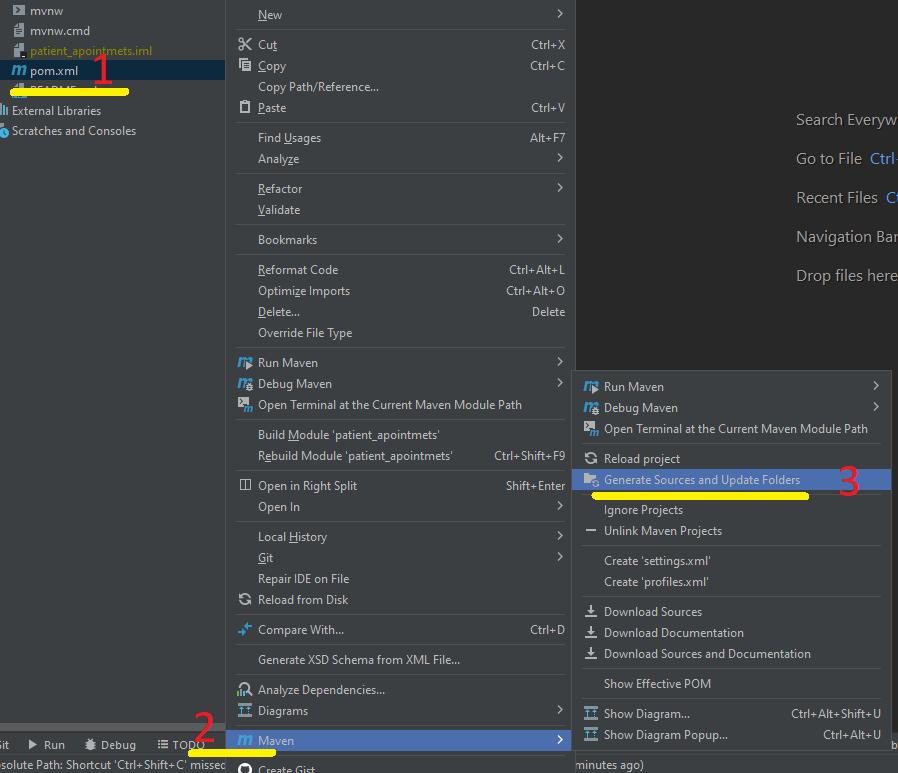 mvnw
mvnw.cmd
patient_apointmets.iml
pom.xml
1
External Libraries
Scratches and Consoles
New
Cut Ctrl+X
Copy Ctrl+C
Copy Path/Reference...
Paste Ctrl+V
Find Usages Alt+F7
Analyze
Refactor
Validate
Bookmarks
Reformat Code Ctrl+Alt+L
Optimize Imports Ctrl+Alt+O
Delete... Delete
Override File Type
Run Maven
Debug Maven
Open Terminal at the Current Maven Module Path
Build Module 'patient_apointmets'
Rebuild Module 'patient_apointmets' Ctrl+Shift+F9
Open in Right Split Shift+Enter
Open In
Local History
Git
Repair IDE on File
Reload from Disk
Compare With... Ctrl+D
Generate XSD Schema from XML File...
Analyze Dependencies...
Diagrams
2
Maven
Create Gist
Search Everyw
Go to File Ctrl+
Recent Files Ct
Navigation Bar
Drop files here
Run Maven
Debug Maven
Open Terminal at the Current Maven Module Path
Reload project
Generate Sources and Update Folders
3
Ignore Projects
Unlink Maven Projects
Create 'settings.xml'
Create 'profiles.xml'
Download Sources
Download Documentation
Download Sources and Documentation
Show Effective POM
Show Diagram... Ctrl+Alt+Shift+U
Show Diagram Popup... Ctrl+Alt+U
Git Run Debug TODO
solute Path: Shortcut 'Ctrl+Shift+C' missed
minutes ago)